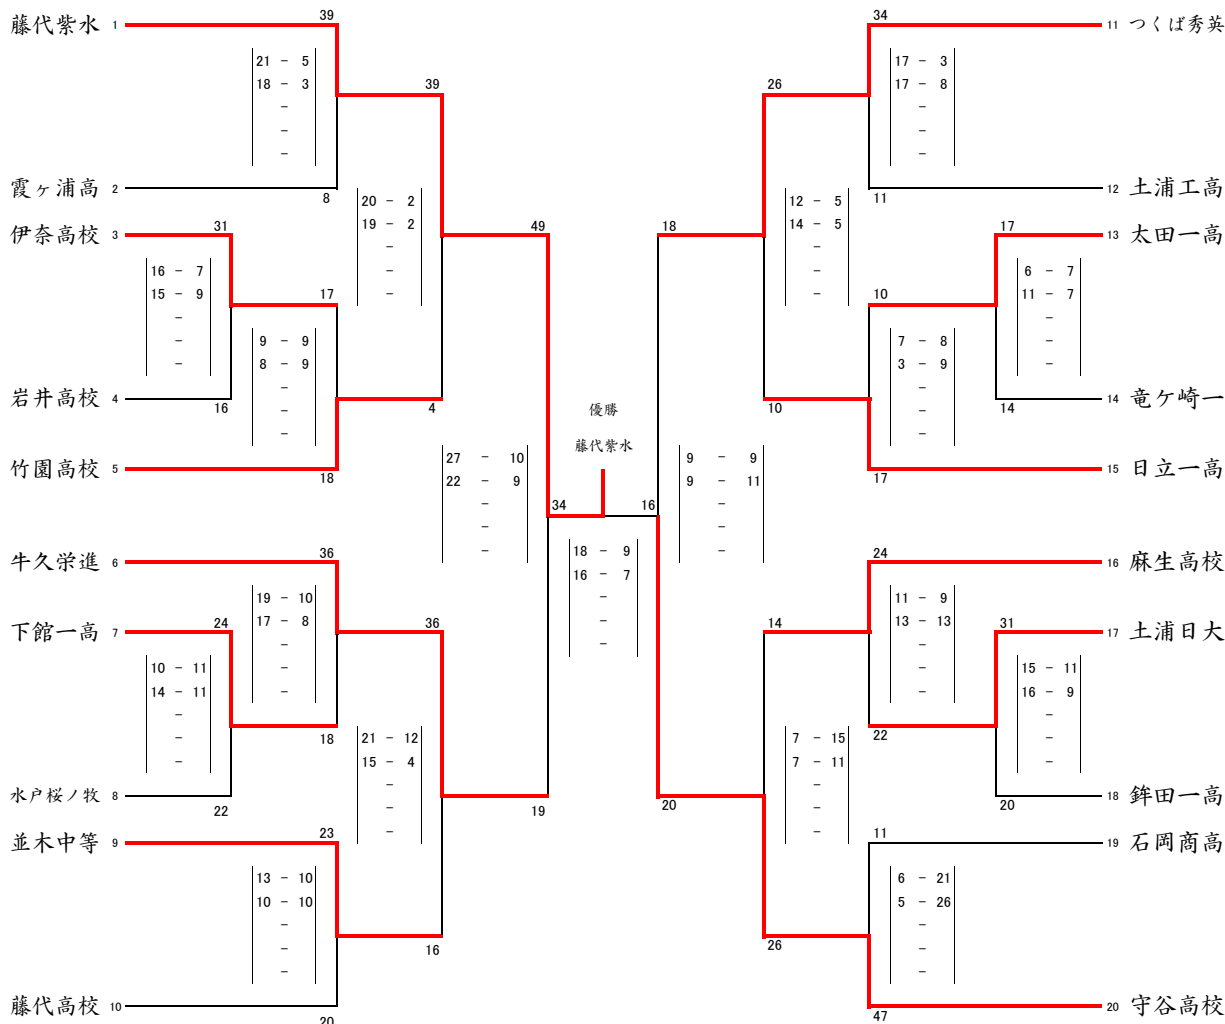 39
34
藤代紫水 1
11 つくば秀英
21 - 5
18 - 3
-
-
-
17 - 3
17 - 8
-
-
-
39
26
霞ヶ浦高 2
8
11
12 土浦工高
20 - 2
19 - 2
-
-
-
12 - 5
14 - 5
-
-
-
伊奈高校 3
31
49
18
17
13 太田一高
16 - 7
15 - 9
-
-
-
6 - 7
11 - 7
-
-
-
17
10
9 - 9
8 - 9
-
-
-
7 - 8
3 - 9
-
-
-
岩井高校 4
16
4
10
14
14 竜ケ崎一
優勝
藤代紫水
竹園高校 5
18
17
15 日立一高
27 - 10
22 - 9
-
-
-
9 - 9
9 - 11
-
-
-
34
16
18 - 9
16 - 7
-
-
-
牛久栄進 6
36
24
16 麻生高校
19 - 10
17 - 8
-
-
-
11 - 9
13 - 13
-
-
-
下館一高 7
24
36
14
31
17 土浦日大
10 - 11
14 - 11
-
-
-
15 - 11
16 - 9
-
-
-
18
22
21 - 12
15 - 4
-
-
-
7 - 15
7 - 11
-
-
-
水戸桜ノ牧 8
22
19
20
20
18 鉾田一高
並木中等 9
23
11
19 石岡商高
13 - 10
10 - 10
-
-
-
6 - 21
5 - 26
-
-
-
16
26
藤代高校 10
20
47
20 守谷高校